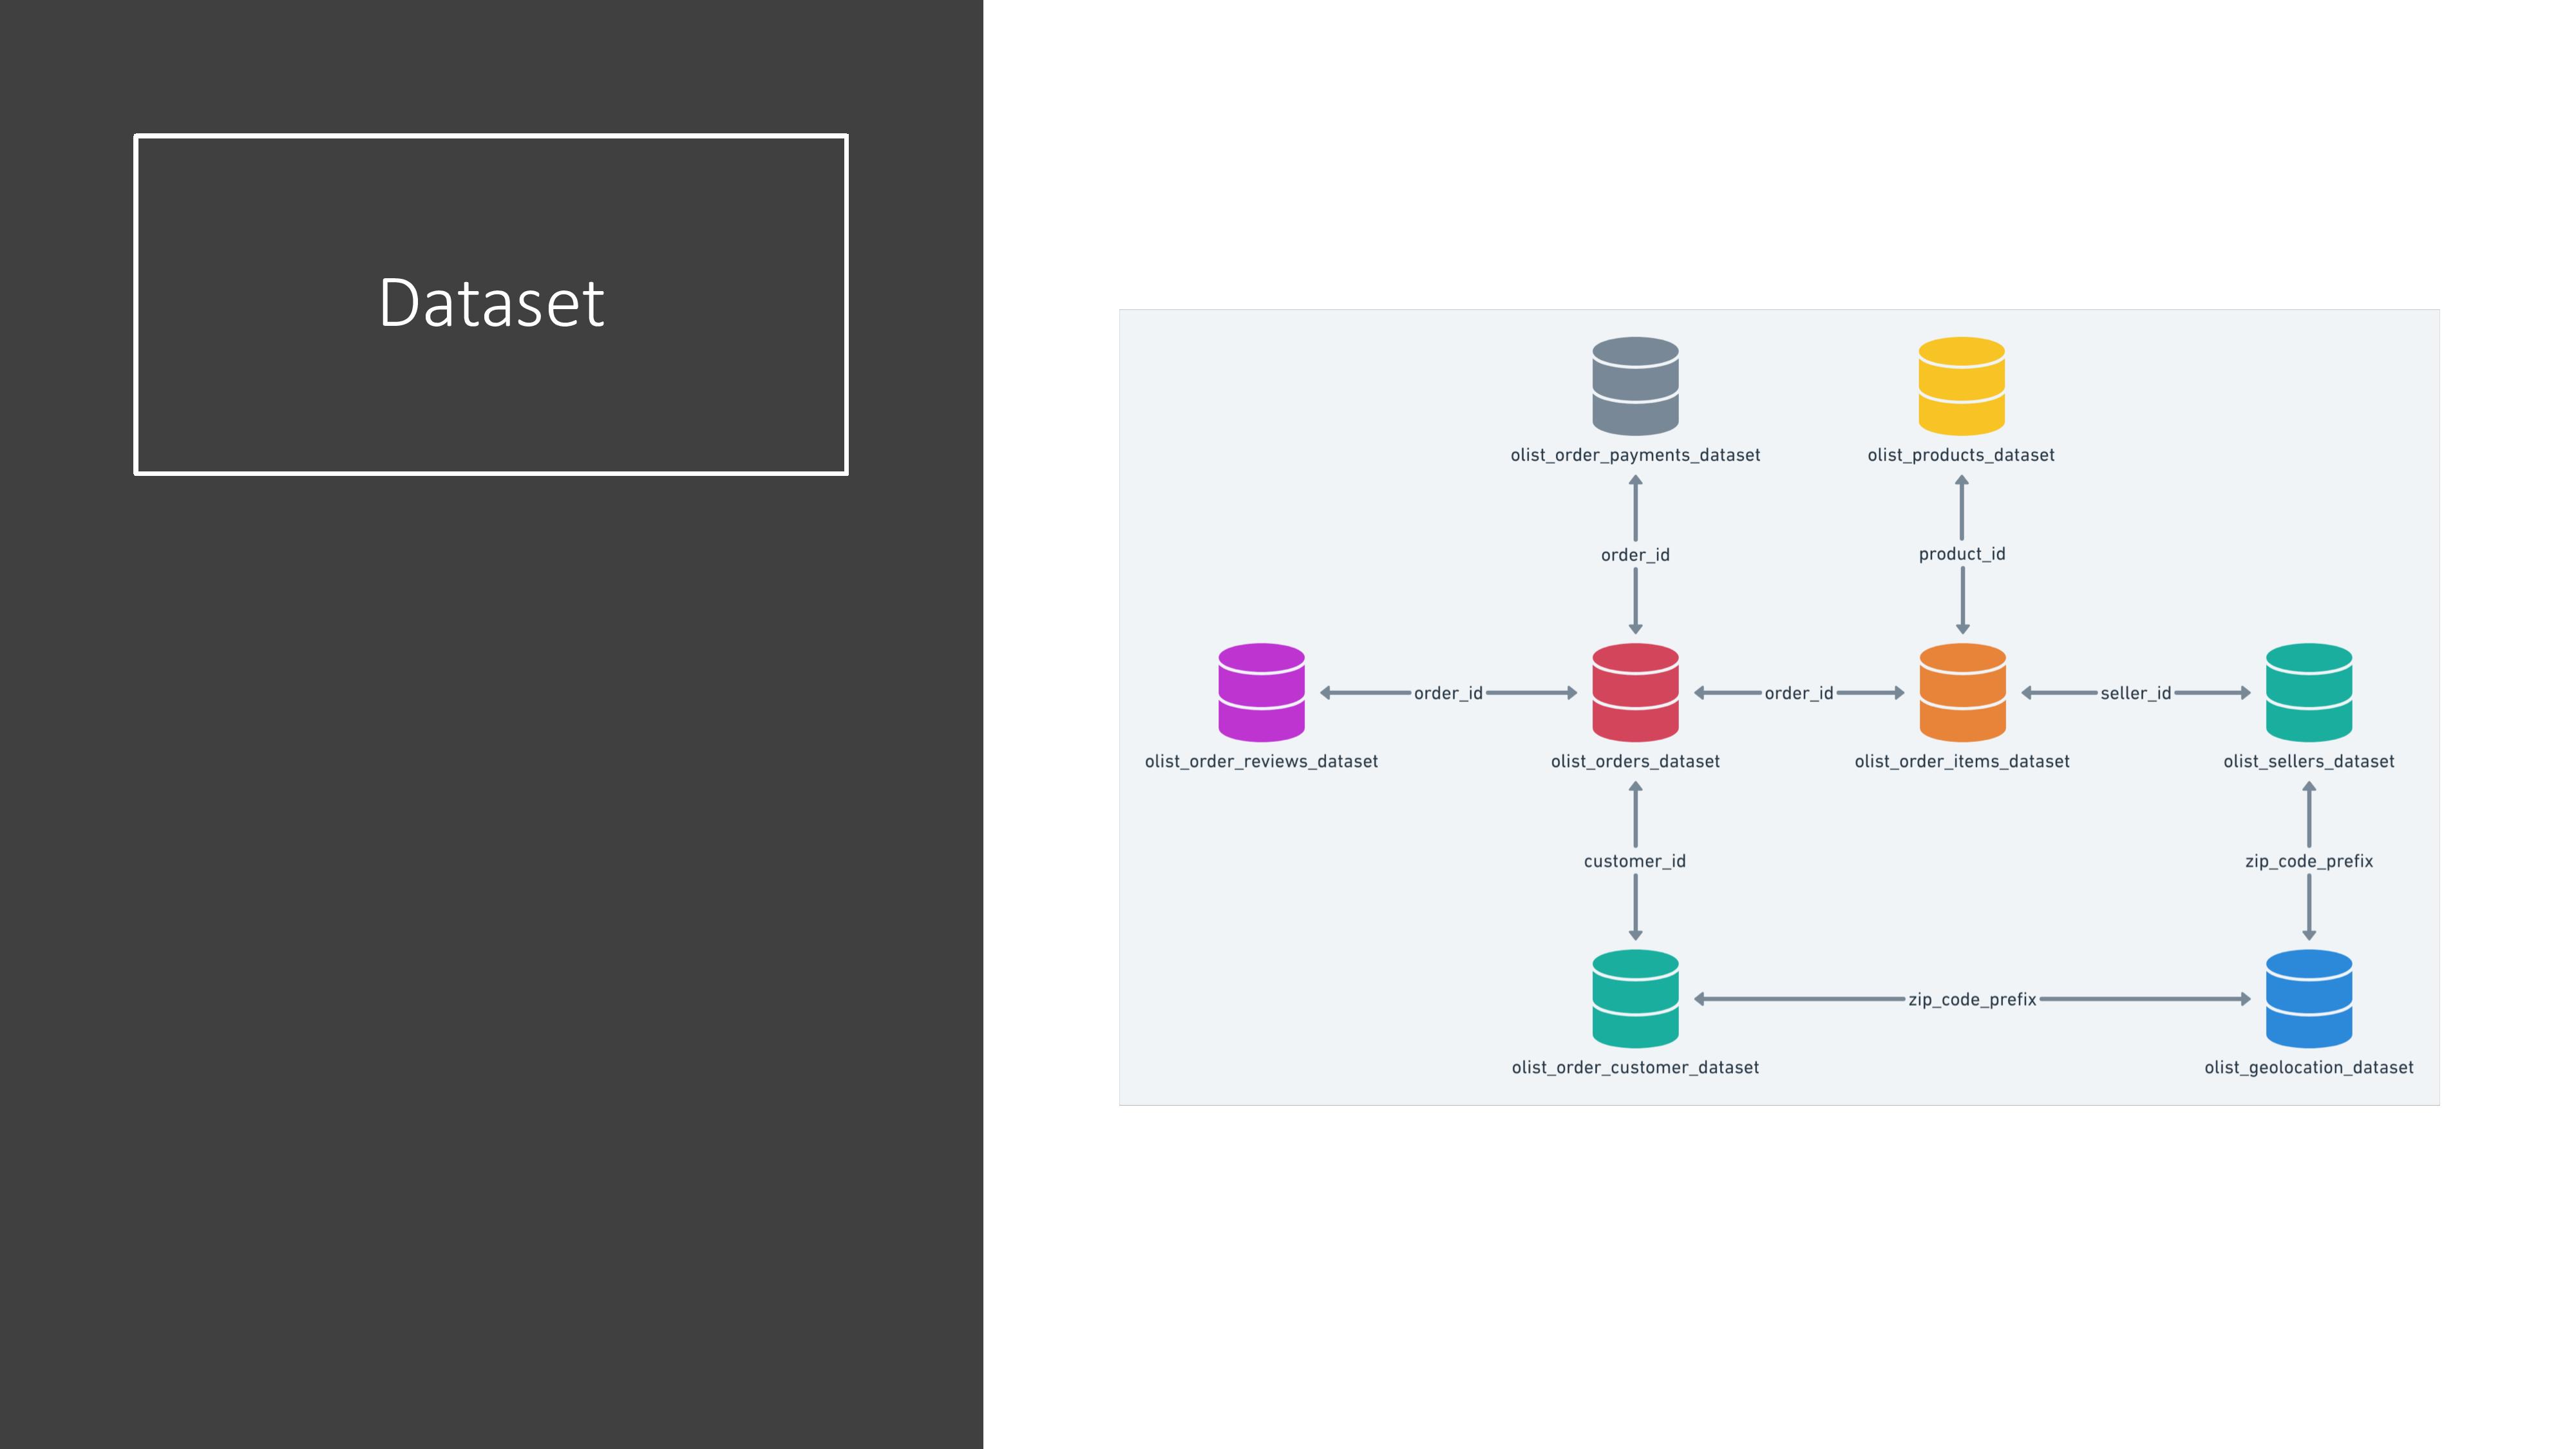 Dataset
olist_order_payments_dataset
olist_products_dataset
order_id
product_id
order_id
order_id
seller_id
olist_order_reviews_dataset
olist_orders_dataset
olist_order_items_dataset
olist_sellers_dataset
customer_id
zip_code_prefix
zip_code_prefix
olist_order_customer_dataset
olist_geolocation_dataset